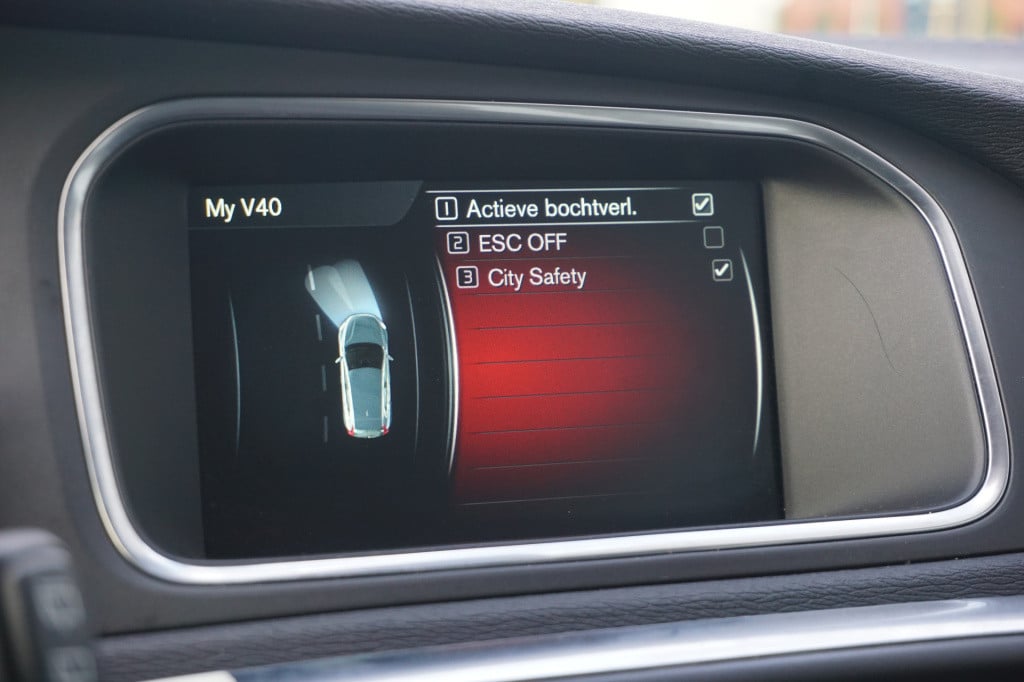 My V40
1 Actieve bochtverl.
2 ESC OFF
3 City Safety